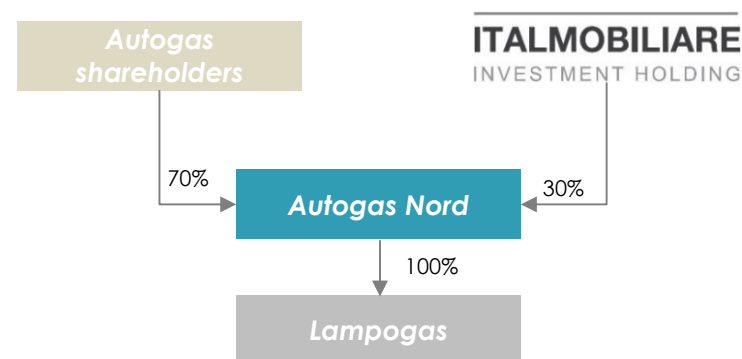 Autogas
shareholders
ITALMOBILIARE
INVESTMENT HOLDING
70%
30%
Autogas Nord
100%
Lampogas